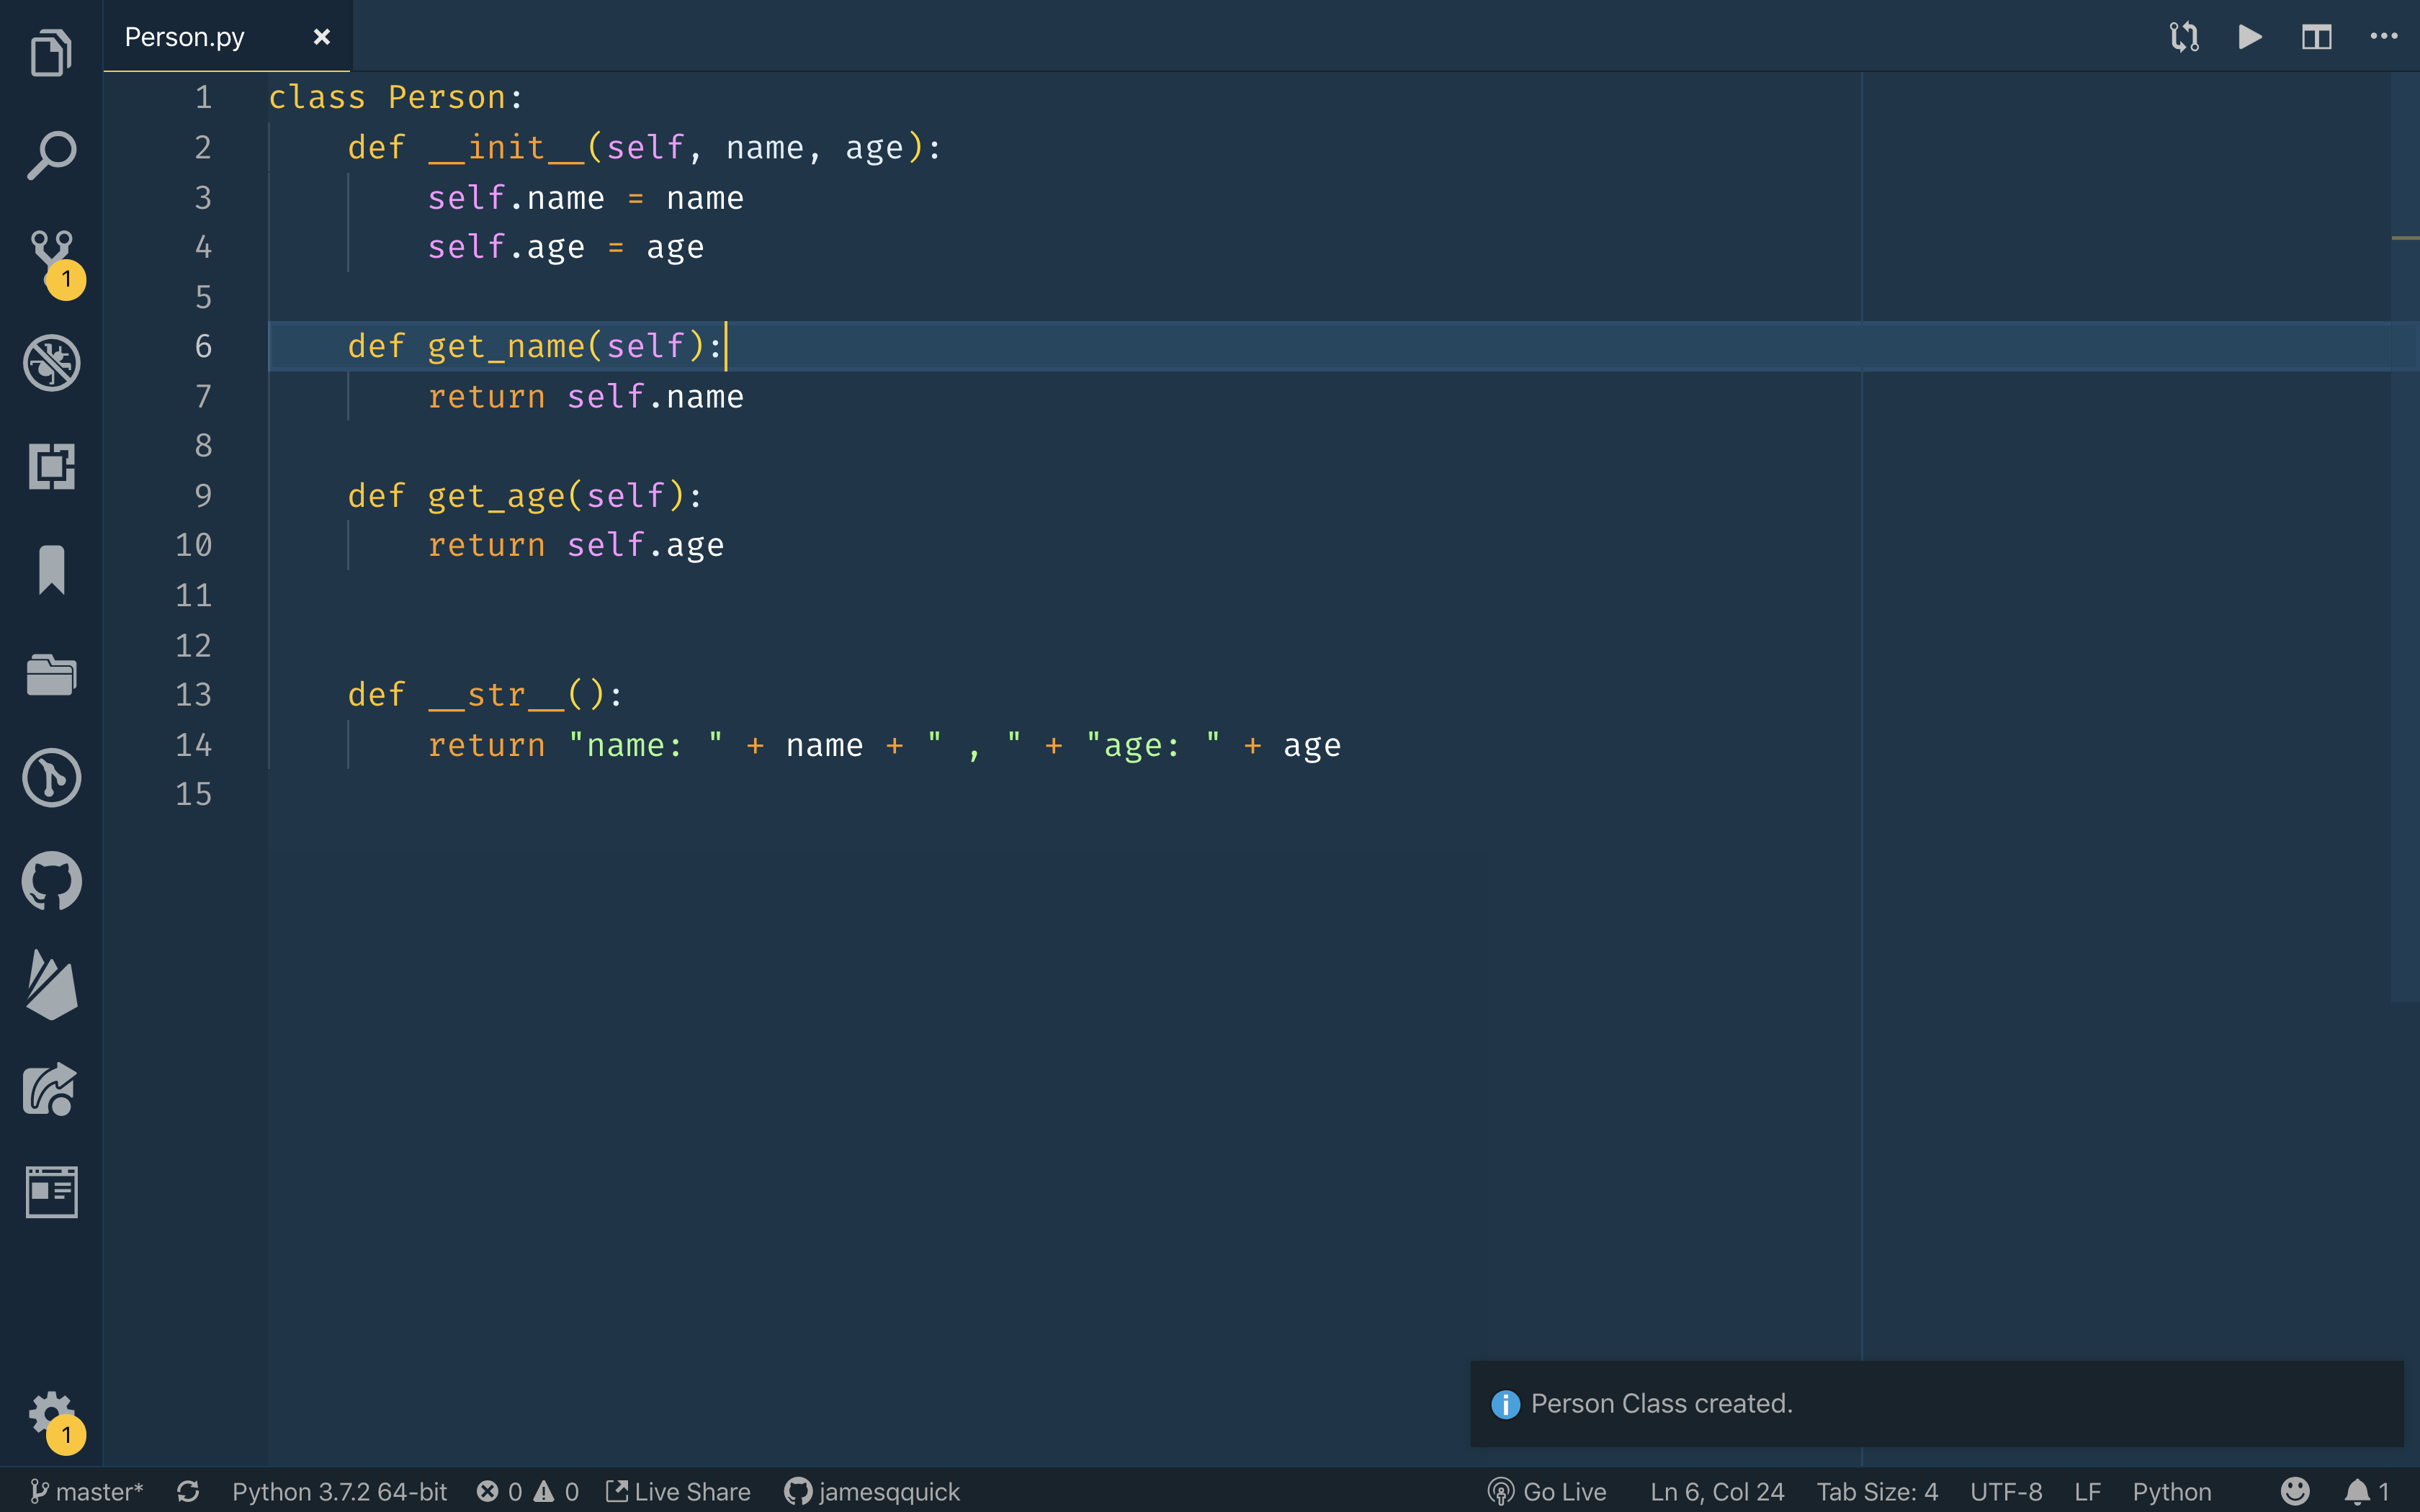 Person.py
1 class Person:
2     def __init__(self, name, age):
3         self.name = name
4         self.age = age
5
6     def get_name(self):
7         return self.name
8
9     def get_age(self):
10         return self.age
11
12
13     def __str__():
14         return "name: " + name + " , " + "age: " + age
15
1
1
Person Class created.
master* Python 3.7.2 64-bit 0 0 Live Share jamesqquick Go Live Ln 6, Col 24 Tab Size: 4 UTF-8 LF Python 1